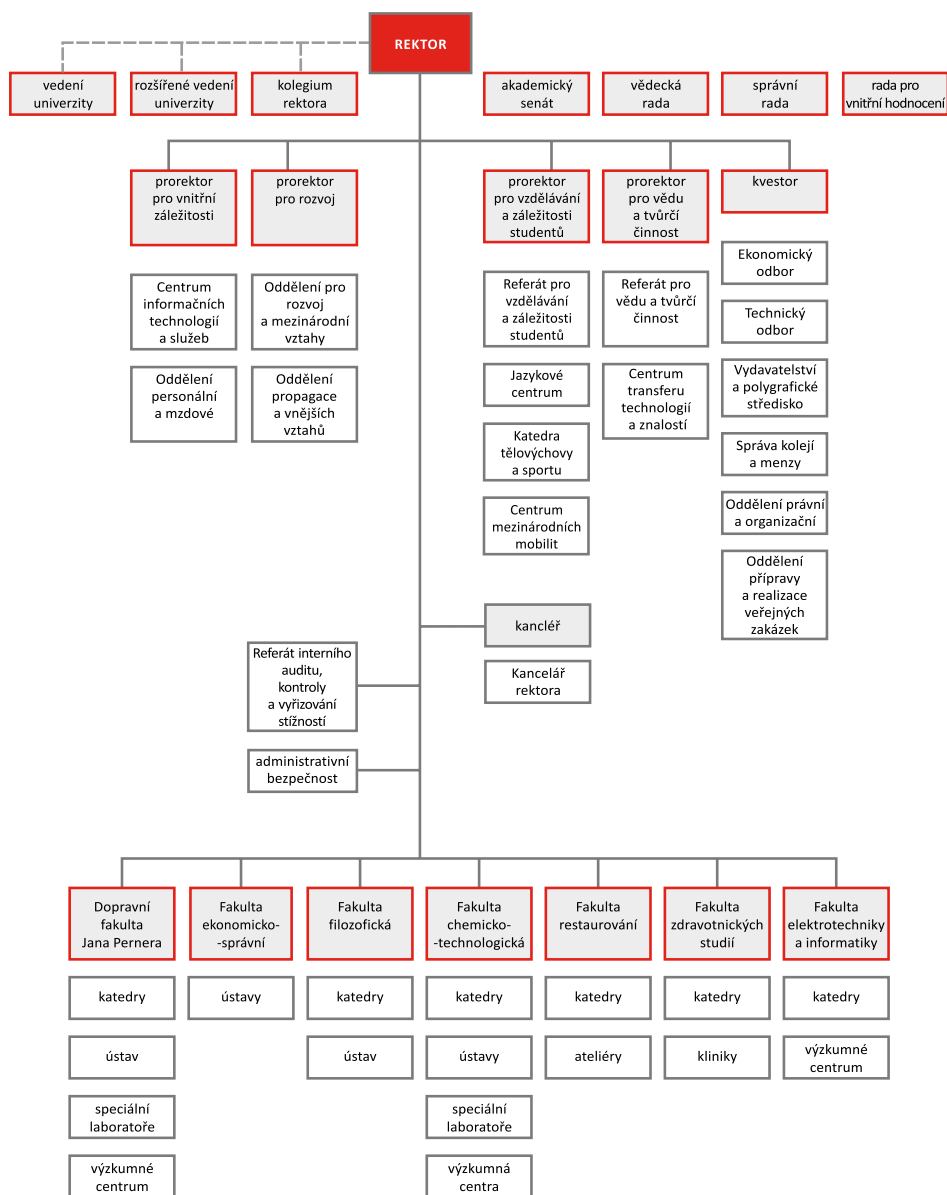 REKTOR
vedení
univerzity
rozšířené vedení
univerzity
kolegium
rektora
akademický
senát
vědecká
rada
správní
rada
rada pro
vnitřní hodnocení
prorektor
pro vnitřní
záležitosti
prorektor
pro rozvoj
prorektor
pro vzdělávání
a záležitosti
studentů
prorektor
pro vědu
a tvůrčí
činnost
kvestor
Centrum
informačních
technologií
a služeb
Oddělení
personální
a mzdové
Oddělení pro
rozvoj
a mezinárodní
vztahy
Oddělení
propagace
a vnějších
vztahů
Referát pro
vzdělávání
a záležitosti
studentů
Jazykové
centrum
Katedra
tělovýchovy
a sportu
Centrum
mezinárodních
mobilit
Referát pro
vědu a tvůrčí
činnost
Centrum
transferu
technologií
a znalostí
Ekonomický
odbor
Technický
odbor
Vydavatelství
a polygrafické
středisko
Správa kolejí
a menzy
Oddělení právní
a organizační
Oddělení
přípravy
a realizace
veřejných
zakázek
kancléř
Kancelář
rektora
Referát interního
auditu,
kontroly
a vyřizování
stížností
administrativní
bezpečnost
Dopravní
fakulta
Jana Pernera
katedry
ústav
speciální
laboratoře
výzkumné
centrum
Fakulta
ekonomicko-
-správní
ústavy
Fakulta
filozofická
katedry
ústav
Fakulta
chemicko-
-technologická
katedry
ústavy
speciální
laboratoře
výzkumná
centra
Fakulta
restaurování
katedry
ateliéry
Fakulta
zdravotnických
studií
katedry
kliniky
Fakulta
elektrotechniky
a informatiky
katedry
výzkumné
centrum